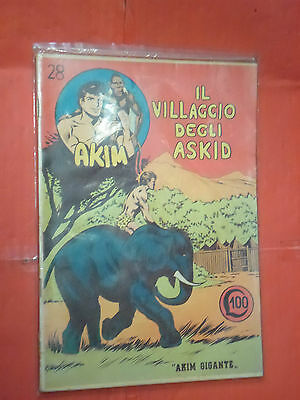 28
IL
VILLAGGIO
DEGLI
ASKID
AKIM
L. 100
"AKIM GIGANTE„